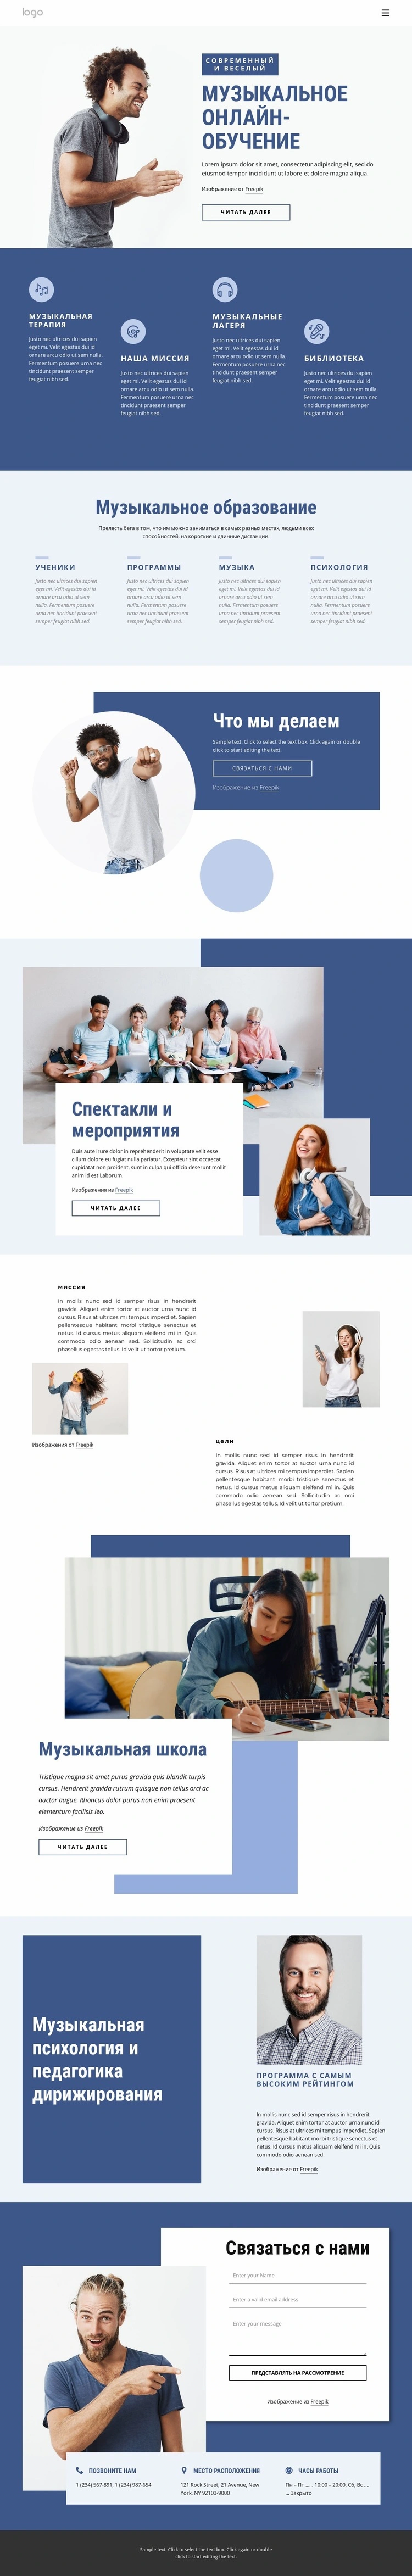 logo
СОВРЕМЕННЫЙ
И ВЕСЕЛЫЙ
МУЗЫКАЛЬНОЕ
ОНЛАЙН-
ОБУЧЕНИЕ
Lorem ipsum dolor sit amet, consectetur adipiscing elit, sed do
eiusmod tempor incididunt ut labore et dolore magna aliqua.
Изображение от Freepik
ЧИТАТЬ ДАЛЕЕ
МУЗЫКАЛЬНАЯ
ТЕРАПИЯ
Justo nec ultrices dui sapien
eget mi. Velit egestas dui id
ornare arcu odio ut sem nulla.
Fermentum posuere urna nec
tincidunt praesent semper
feugiat nibh sed.
НАША МИССИЯ
Justo nec ultrices dui sapien
eget mi. Velit egestas dui id
ornare arcu odio ut sem nulla.
Fermentum posuere urna nec
tincidunt praesent semper
feugiat nibh sed.
МУЗЫКАЛЬНЫЕ
ЛАГЕРЯ
Justo nec ultrices dui sapien
eget mi. Velit egestas dui id
ornare arcu odio ut sem nulla.
Fermentum posuere urna nec
tincidunt praesent semper
feugiat nibh sed.
БИБЛИОТЕКА
Justo nec ultrices dui sapien
eget mi. Velit egestas dui id
ornare arcu odio ut sem nulla.
Fermentum posuere urna nec
tincidunt praesent semper
feugiat nibh sed.
Музыкальное образование
Прелесть бега в том, что им можно заниматься в самых разных местах, людьми всех
способностей, на короткие и длинные дистанции.
УЧЕНИКИ
Justo nec ultrices dui sapien
eget mi. Velit egestas dui id
ornare arcu odio ut sem
nulla. Fermentum posuere
urna nec tincidunt praesent
semper feugiat nibh sed.
ПРОГРАММЫ
Justo nec ultrices dui sapien
eget mi. Velit egestas dui id
ornare arcu odio ut sem
nulla. Fermentum posuere
urna nec tincidunt praesent
semper feugiat nibh sed.
МУЗЫКА
Justo nec ultrices dui sapien
eget mi. Velit egestas dui id
ornare arcu odio ut sem
nulla. Fermentum posuere
urna nec tincidunt praesent
semper feugiat nibh sed.
ПСИХОЛОГИЯ
Justo nec ultrices dui sapien
eget mi. Velit egestas dui id
ornare arcu odio ut sem
nulla. Fermentum posuere
urna nec tincidunt praesent
semper feugiat nibh sed.
Что мы делаем
Sample text. Click to select the text box. Click again or double
click to start editing the text.
СВЯЗАТЬСЯ С НАМИ
Изображение из Freepik
Спектакли и
мероприятия
Duis aute irure dolor in reprehenderit in voluptate velit esse
cillum dolore eu fugiat nulla pariatur. Excepteur sint occaecat
cupidatat non proident, sunt in culpa qui officia deserunt mollit
anim id est laborum.
Изображения из Freepik
ЧИТАТЬ ДАЛЕЕ
миссия
In mollis nunc sed id semper risus in hendrerit
gravida. Aliquet enim tortor at auctor urna nunc id
cursus. Risus at ultrices mi tempus imperdiet. Sapien
pellentesque habitant morbi tristique senectus et
netus. Id cursus metus aliquam eleifend mi in. Quis
commodo odio aenean sed. Sollicitudin ac orci
phasellus egestas tellus. Id velit ut tortor pretium.
Изображения от Freepik
цели
In mollis nunc sed id semper risus in hendrerit
gravida. Aliquet enim tortor at auctor urna nunc id
cursus. Risus at ultrices mi tempus imperdiet. Sapien
pellentesque habitant morbi tristique senectus et
netus. Id cursus metus aliquam eleifend mi in. Quis
commodo odio aenean sed. Sollicitudin ac orci
phasellus egestas tellus. Id velit ut tortor pretium.
Музыкальная школа
Tristique magna sit amet purus gravida quis blandit turpis
cursus. Hendrerit gravida rutrum quisque non tellus orci ac
auctor augue. Rhoncus dolor purus non enim praesent
elementum facilisis leo.
Изображение из Freepik
ЧИТАТЬ ДАЛЕЕ
Музыкальная
психология и
педагогика
дирижирования
ПРОГРАММА С САМЫМ
ВЫСОКИМ РЕЙТИНГОМ
In mollis nunc sed id semper risus in hendrerit
gravida. Aliquet enim tortor at auctor urna nunc id
cursus. Risus at ultrices mi tempus imperdiet. Sapien
pellentesque habitant morbi tristique senectus et
netus. Id cursus metus aliquam eleifend mi in. Quis
commodo odio aenean sed.
Изображение от Freepik
Связаться с нами
Enter your Name
Enter a valid email address
Enter your message
ПРЕДСТАВЛЯТЬ НА РАССМОТРЕНИЕ
Изображение из Freepik
ПОЗВОНИТЕ НАМ
1 (234) 567-891, 1 (234) 987-654
МЕСТО РАСПОЛОЖЕНИЯ
121 Rock Street, 21 Avenue, New
York, NY 92103-9000
ЧАСЫ РАБОТЫ
Пн – Пт ...... 10:00 – 20:00, Сб, Вс ....
... Закрыто
Sample text. Click to select the text box. Click again or double
click to start editing the text.